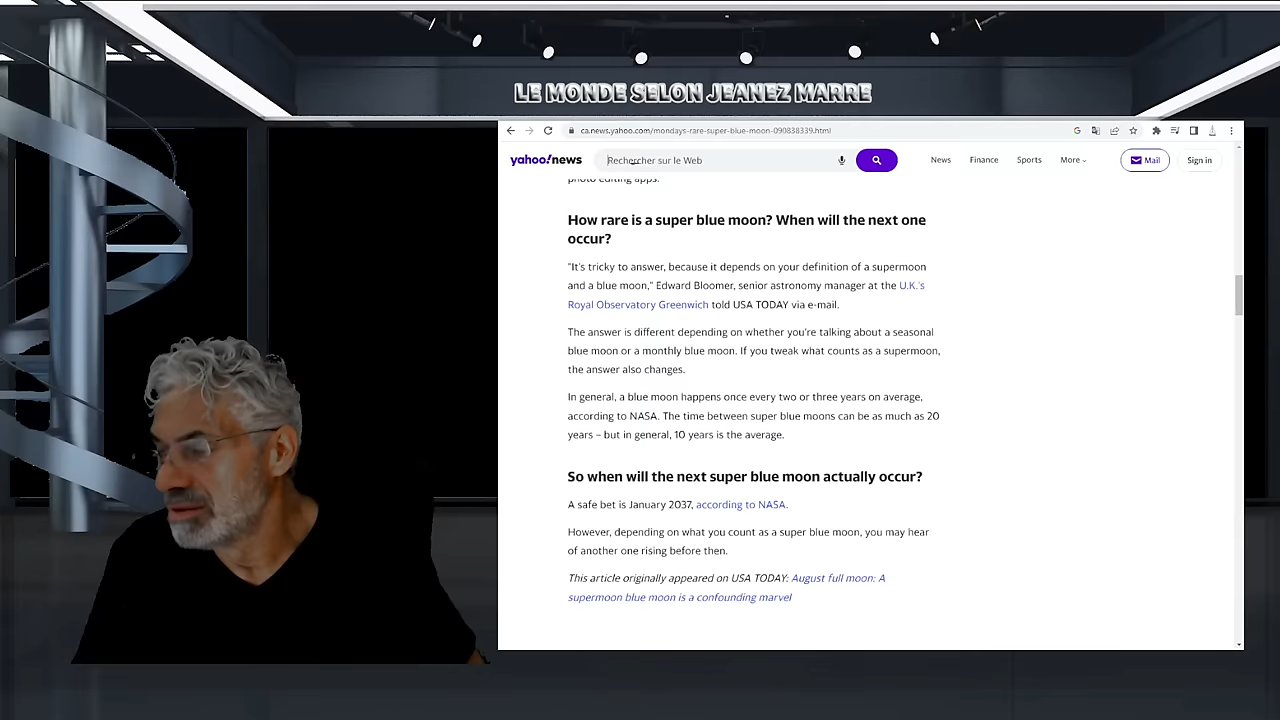 LE MONDE SELON JEANEZ MARRE
ca.news.yahoo.com/mondays-rare-super-blue-moon-090838339.html
yahoo!news
Rechercher sur le Web
News
Finance
Sports
More
Mail
Sign in
photo editing apps.
How rare is a super blue moon? When will the next one
occur?
"It's tricky to answer, because it depends on your definition of a supermoon
and a blue moon," Edward Bloomer, senior astronomy manager at the U.K.'s
Royal Observatory Greenwich told USA TODAY via e-mail.
The answer is different depending on whether you're talking about a seasonal
blue moon or a monthly blue moon. If you tweak what counts as a supermoon,
the answer also changes.
In general, a blue moon happens once every two or three years on average,
according to NASA. The time between super blue moons can be as much as 20
years – but in general, 10 years is the average.
So when will the next super blue moon actually occur?
A safe bet is January 2037, according to NASA.
However, depending on what you count as a super blue moon, you may hear
of another one rising before then.
This article originally appeared on USA TODAY: August full moon: A
supermoon blue moon is a confounding marvel